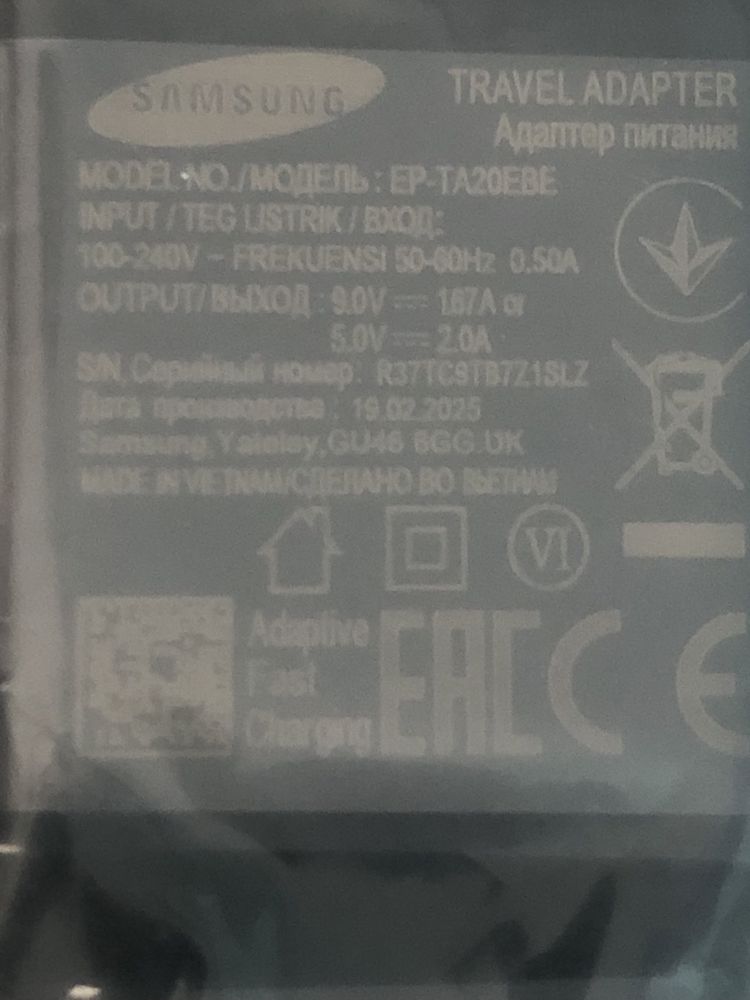 SAMSUNG
TRAVEL ADAPTER
Адаптер питания
MODEL NO./МОДЕЛЬ : EP-TA20EBE
INPUT / TEG LISTRIK / ВХОД:
100-240V ~ FREKUENSI 50-60Hz 0.50A
OUTPUT/ ВЫХОД : 9.0V ⎓ 1.67A or
5.0V ⎓ 2.0A
S/N, Серийный номер: R37TC9TB7Z1SLZ
Дата производства : 19.02.2025
Samsung, Yateley, GU46 6GG.UK
MADE IN VIETNAM/СДЕЛАНО ВО ВЬЕТНАМ
VI
Adaptive
Fast
Charging
EAC CE